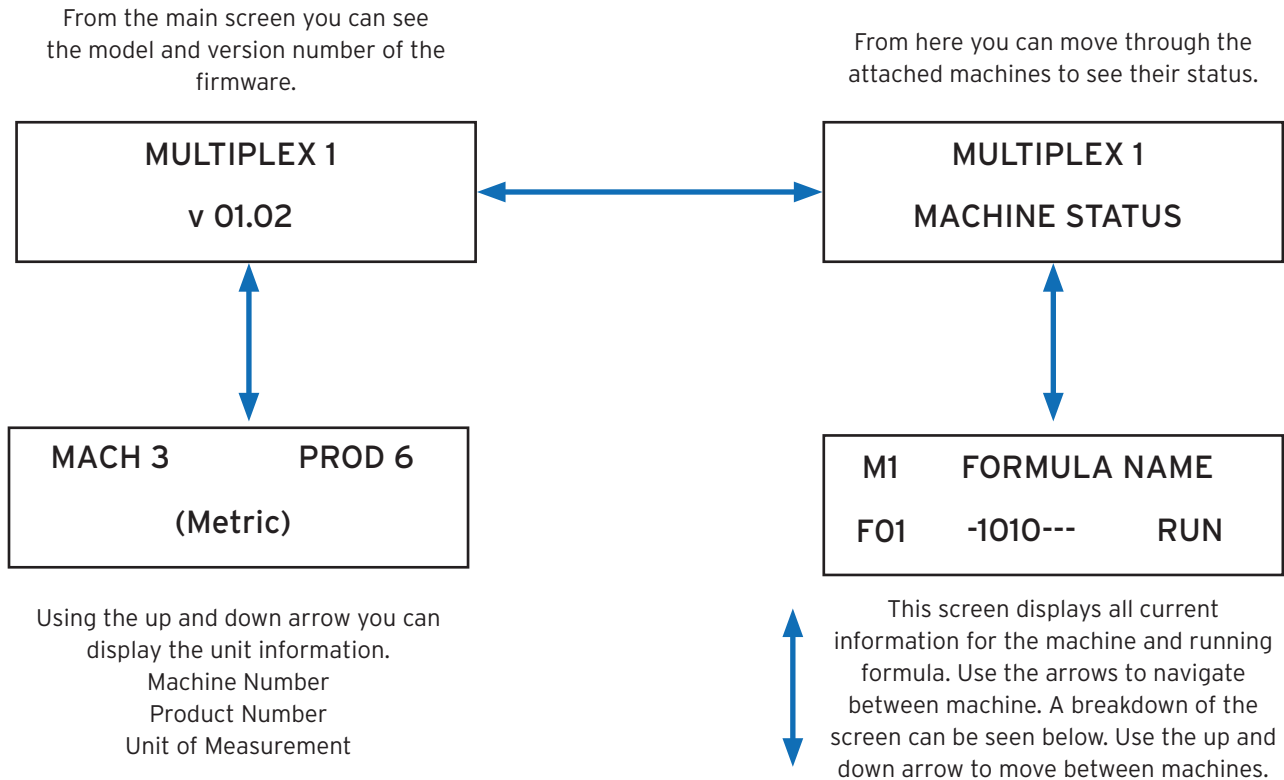 From the main screen you can see
the model and version number of the
firmware.
From here you can move through the
attached machines to see their status.
MULTIPLEX 1
v 01.02
MULTIPLEX 1
MACHINE STATUS
MACH 3 PROD 6
(Metric)
M1 FORMULA NAME
F01 -1010--- RUN
Using the up and down arrow you can
display the unit information.
Machine Number
Product Number
Unit of Measurement
This screen displays all current
information for the machine and running
formula. Use the arrows to navigate
between machine. A breakdown of the
screen can be seen below. Use the up and
down arrow to move between machines.